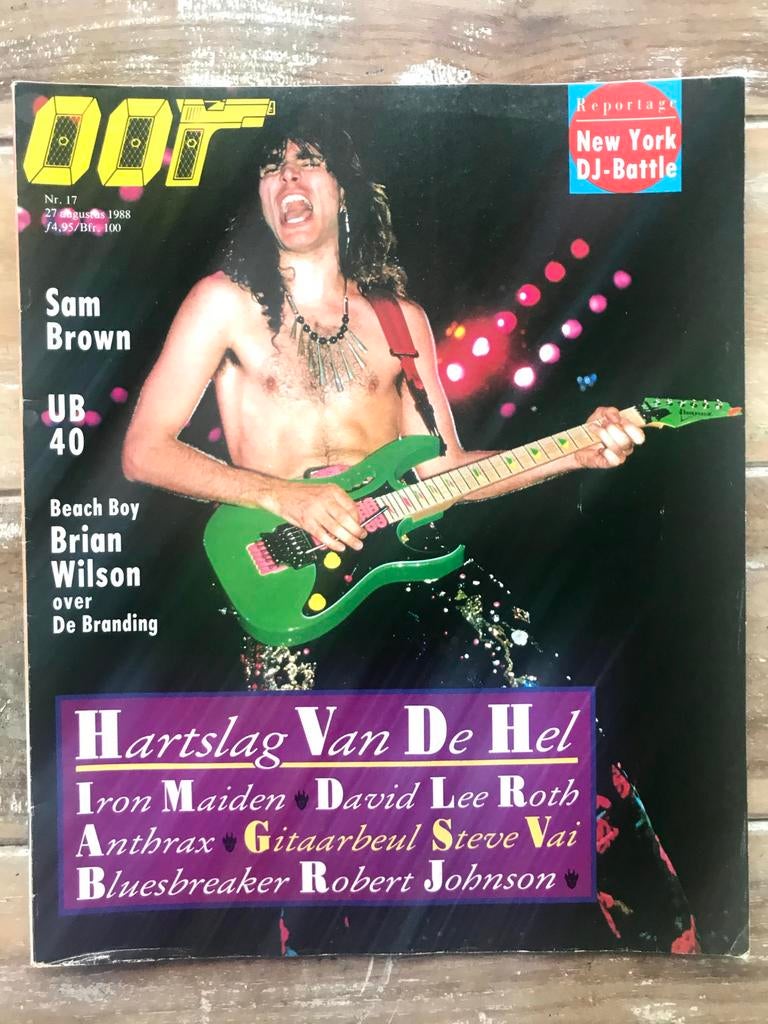 OOR
Nr. 17
27 augustus 1988
ƒ4,95/Bfr. 100
Reportage
New York
DJ-Battle
Sam
Brown
UB
40
Beach Boy
Brian
Wilson
over
De Branding
Ibanez
Hartslag Van De Hel
Iron Maiden David Lee Roth
Anthrax Gitaarbeul Steve Vai
Bluesbreaker Robert Johnson